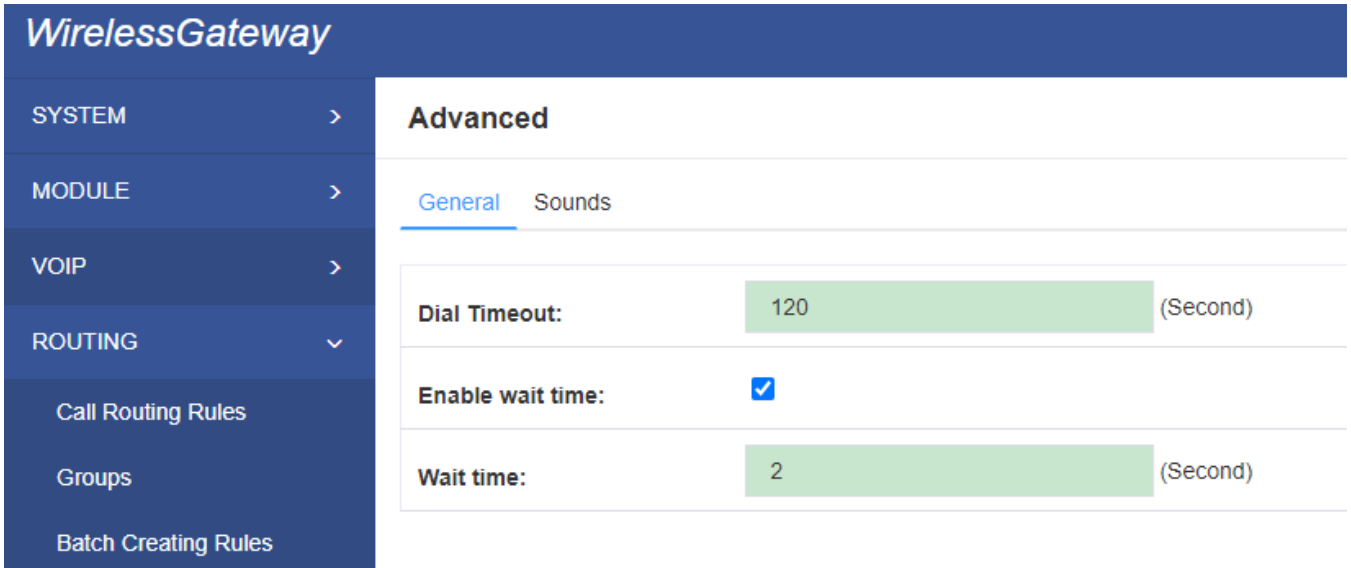 WirelessGateway
SYSTEM
MODULE
VOIP
ROUTING
Call Routing Rules
Groups
Batch Creating Rules
Advanced
General Sounds
Dial Timeout: 120 (Second)
Enable wait time:
Wait time: 2 (Second)